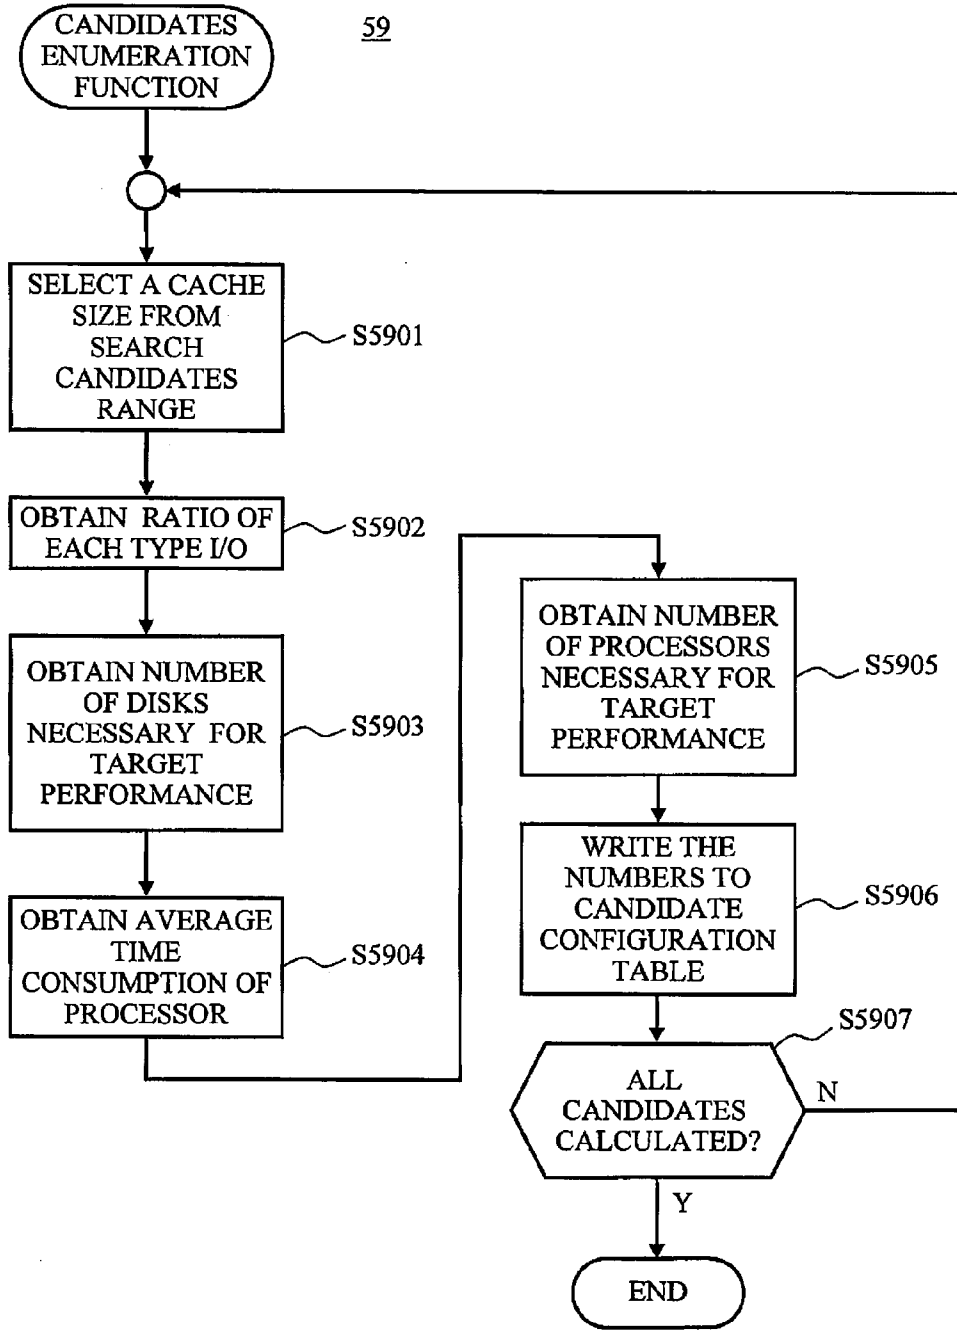 CANDIDATES
ENUMERATION
FUNCTION
59
SELECT A CACHE
SIZE FROM
SEARCH
CANDIDATES
RANGE
S5901
OBTAIN RATIO OF
EACH TYPE I/O
S5902
OBTAIN NUMBER
OF DISKS
NECESSARY FOR
TARGET
PERFORMANCE
S5903
OBTAIN AVERAGE
TIME
CONSUMPTION OF
PROCESSOR
S5904
OBTAIN NUMBER
OF PROCESSORS
NECESSARY FOR
TARGET
PERFORMANCE
S5905
WRITE THE
NUMBERS TO
CANDIDATE
CONFIGURATION
TABLE
S5906
S5907
ALL
CANDIDATES
CALCULATED?
N
Y
END